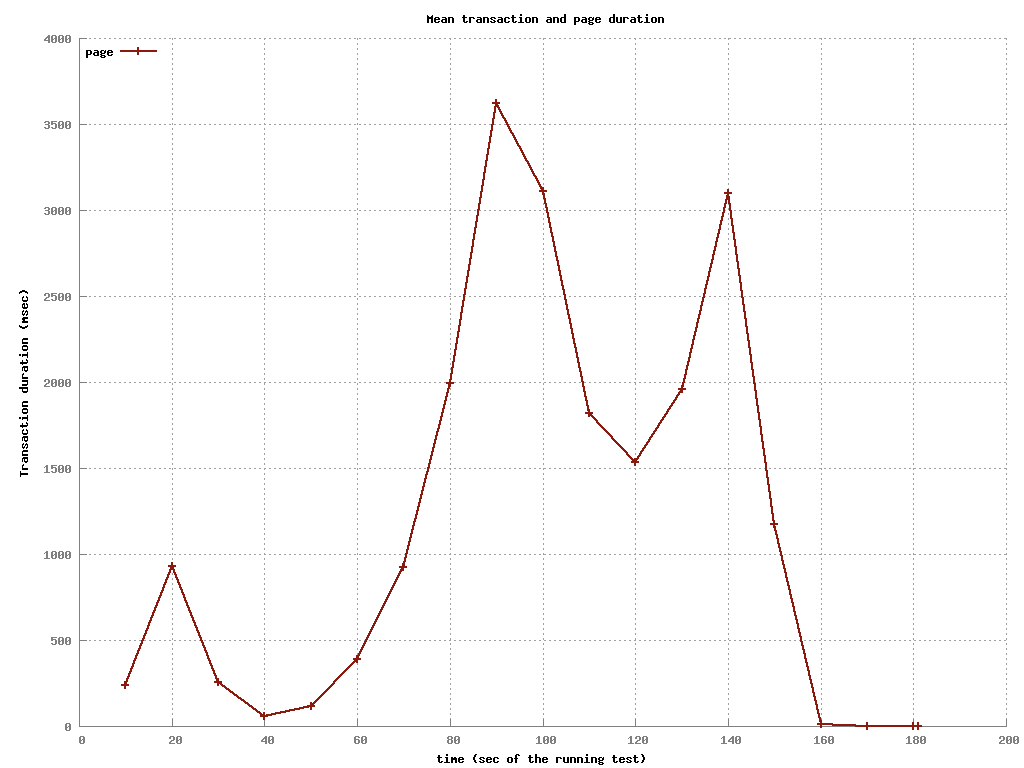 Mean transaction and page duration
page
4000
3500
3000
2500
2000
1500
1000
500
0
Transaction duration (msec)
0 20 40 60 80 100 120 140 160 180 200
time (sec of the running test)